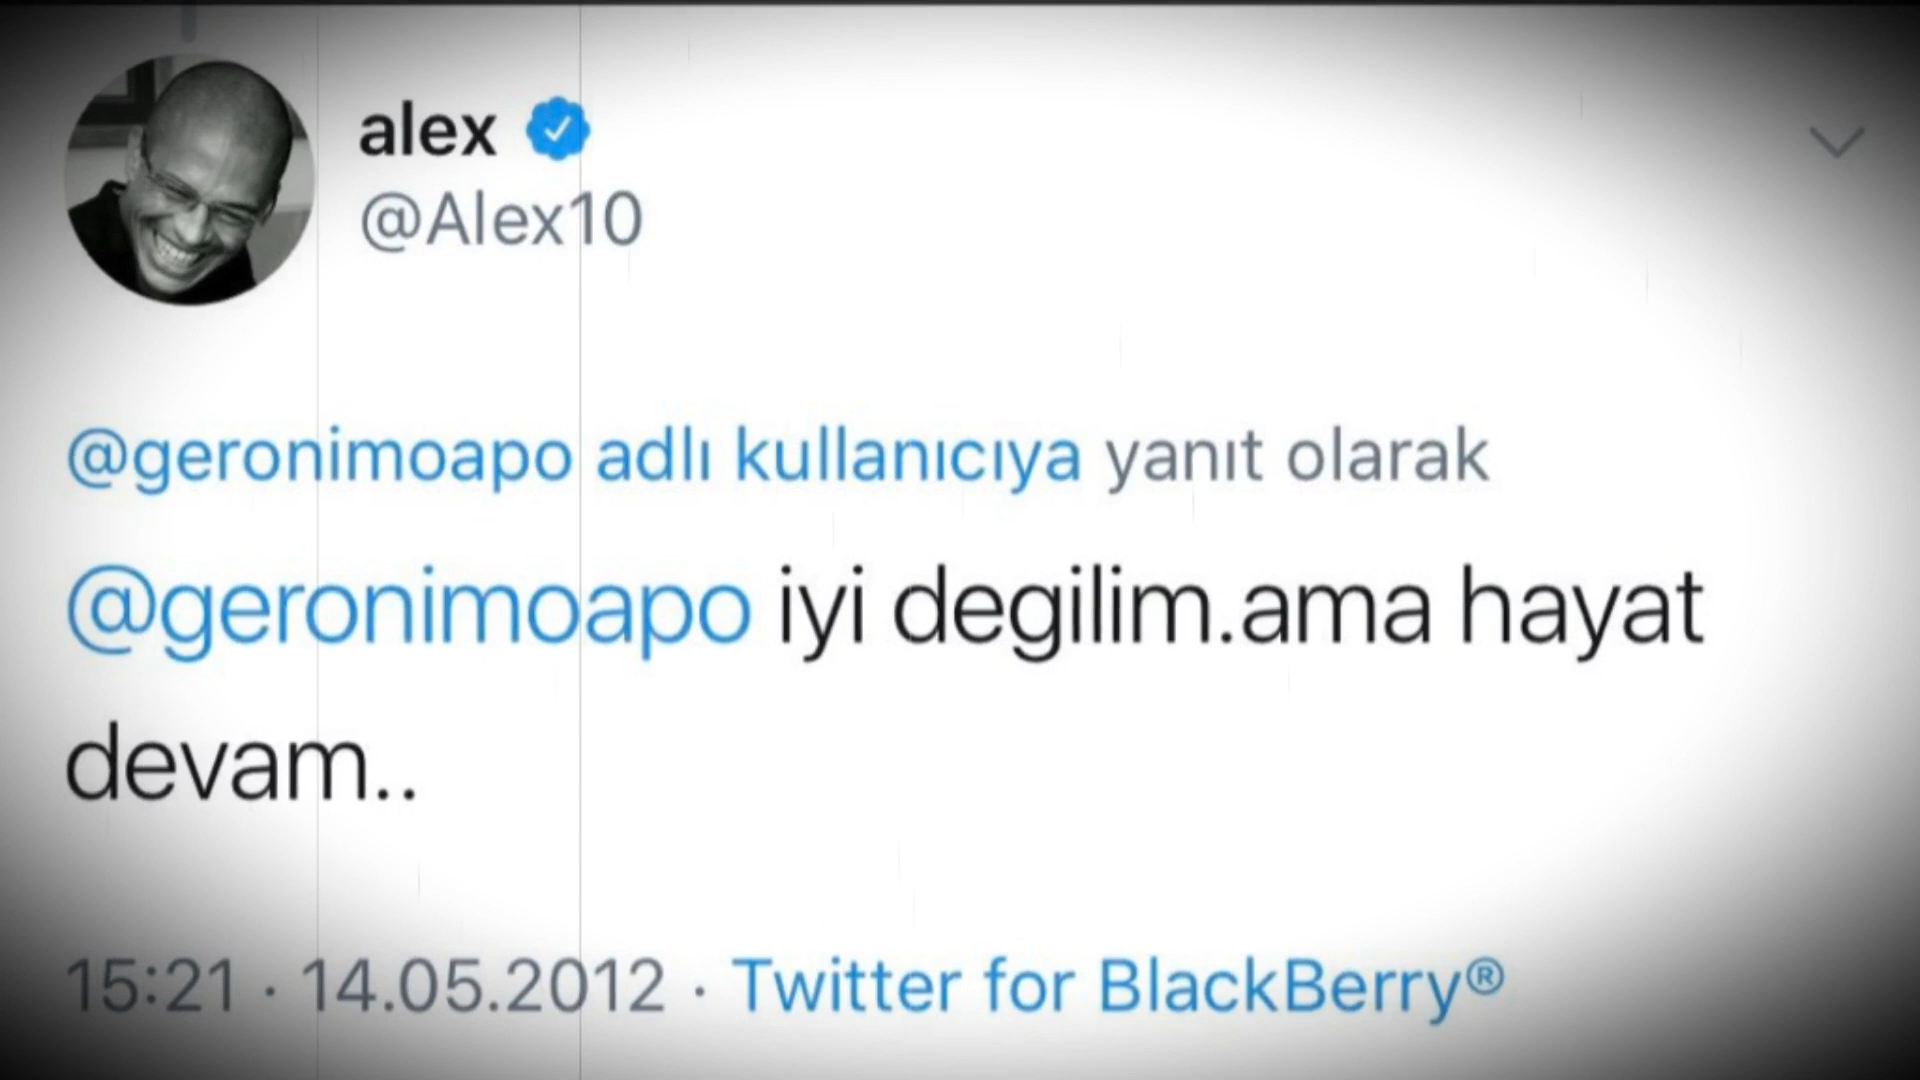 alex
@Alex10
@geronimoapo adlı kullanıcıya yanıt olarak
@geronimoapo iyi degilim.ama hayat
devam..
15:21 · 14.05.2012 · Twitter for BlackBerry®